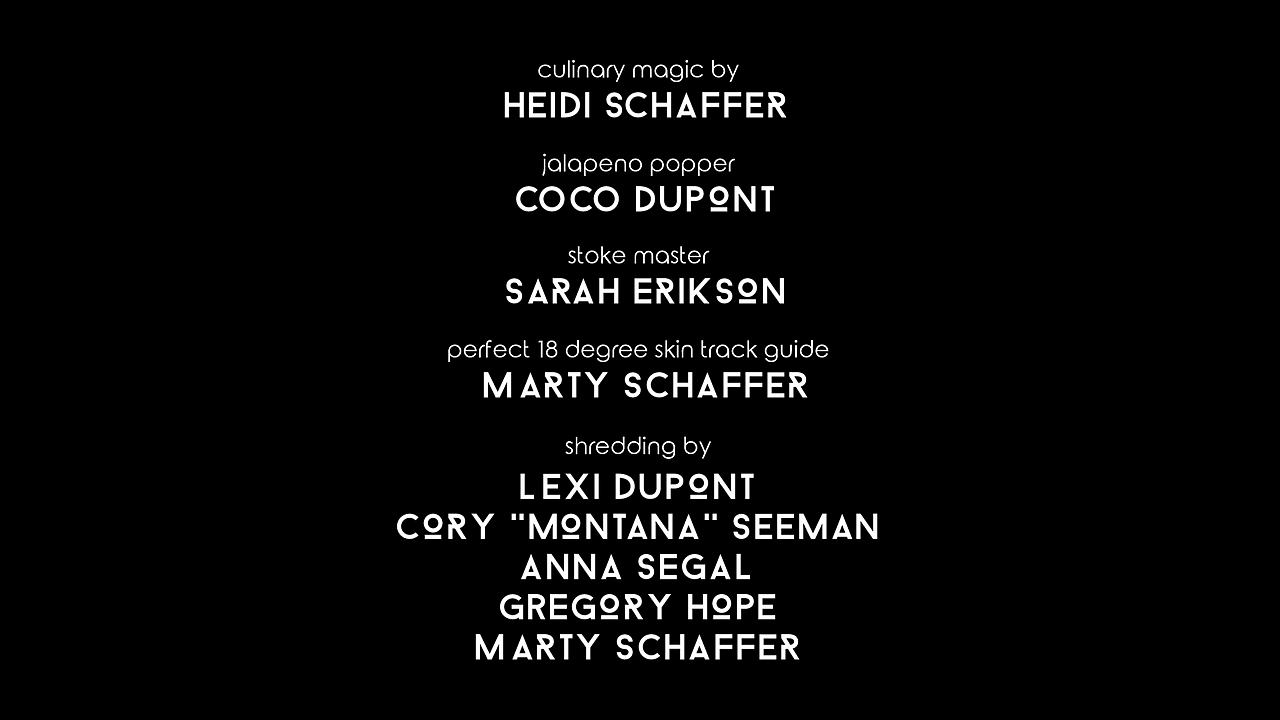 culinary magic by
HEIDI SCHAFFER
jalapeno popper
COCO DUPONT
stoke master
SARAH ERIKSON
perfect 18 degree skin track guide
MARTY SCHAFFER
shredding by
LEXI DUPONT
CORY "MONTANA" SEEMAN
ANNA SEGAL
GREGORY HOPE
MARTY SCHAFFER